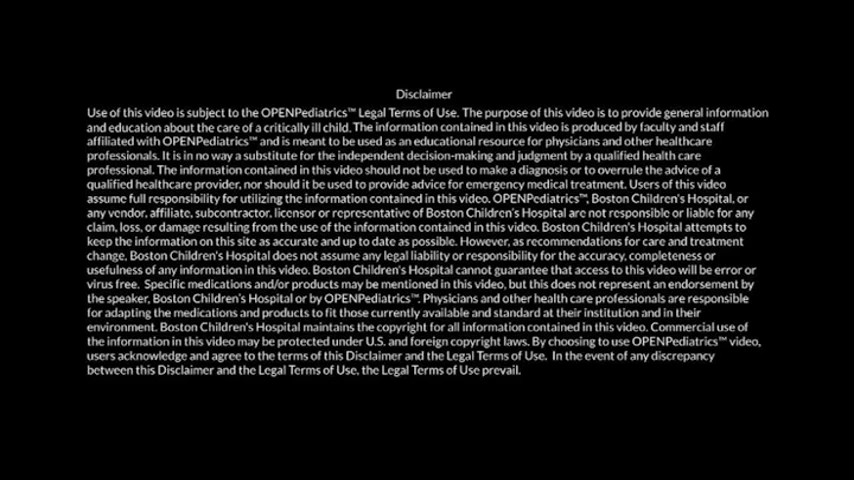 Disclaimer
Use of this video is subject to the OPENPediatrics™ Legal Terms of Use. The purpose of this video is to provide general information
and education about the care of a critically ill child. The information contained in this video is produced by faculty and staff
affiliated with OPENPediatrics™ and is meant to be used as an educational resource for physicians and other healthcare
professionals. It is in no way a substitute for the independent decision-making and judgment by a qualified health care
professional. The information contained in this video should not be used to make a diagnosis or to overrule the advice of a
qualified healthcare provider, nor should it be used to provide advice for emergency medical treatment. Users of this video
assume full responsibility for utilizing the information contained in this video. OPENPediatrics™, Boston Children's Hospital, or
any vendor, affiliate, subcontractor, licensor or representative of Boston Children's Hospital are not responsible or liable for any
claim, loss, or damage resulting from the use of the information contained in this video. Boston Children's Hospital attempts to
keep the information on this site as accurate and up to date as possible. However, as recommendations for care and treatment
change, Boston Children's Hospital does not assume any legal liability or responsibility for the accuracy, completeness or
usefulness of any information in this video. Boston Children's Hospital cannot guarantee that access to this video will be error or
virus free. Specific medications and/or products may be mentioned in this video, but this does not represent an endorsement by
the speaker, Boston Children's Hospital or by OPENPediatrics™. Physicians and other health care professionals are responsible
for adapting the medications and products to fit those currently available and standard at their institution and in their
environment. Boston Children's Hospital maintains the copyright for all information contained in this video. Commercial use of
the information in this video may be protected under U.S. and foreign copyright laws. By choosing to use OPENPediatrics™ video,
users acknowledge and agree to the terms of this Disclaimer and the Legal Terms of Use. In the event of any discrepancy
between this Disclaimer and the Legal Terms of Use, the Legal Terms of Use prevail.